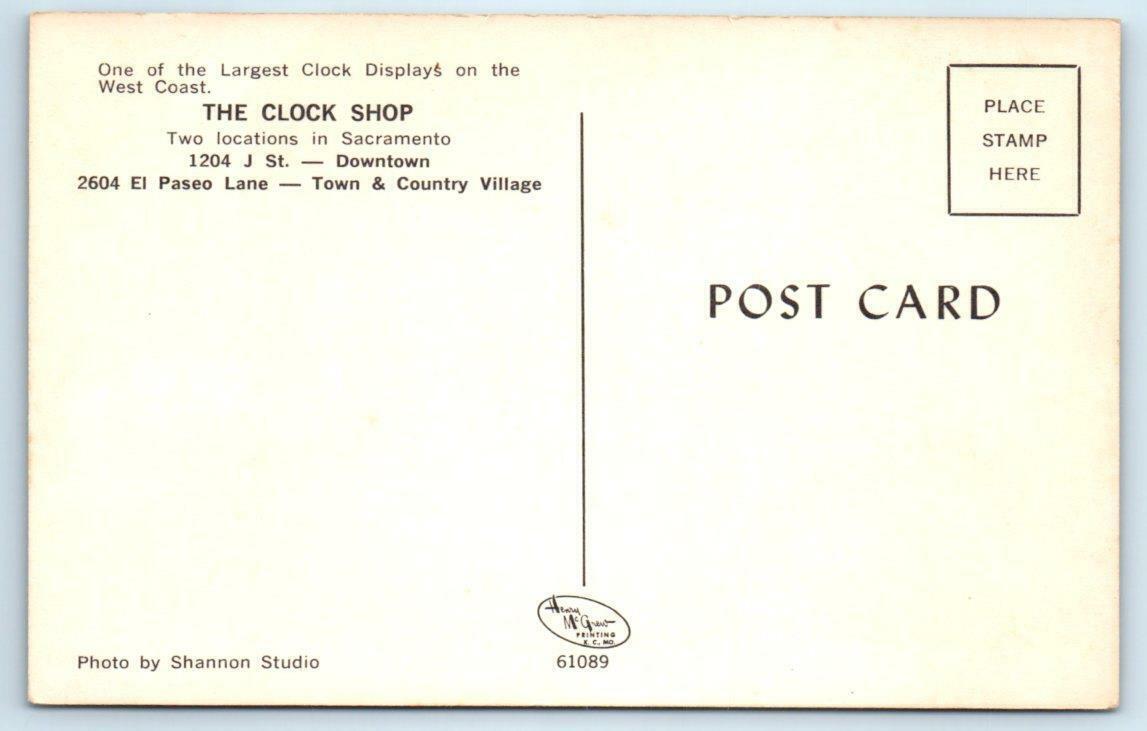 One of the Largest Clock Displays on the
West Coast.
THE CLOCK SHOP
Two locations in Sacramento
1204 J St. — Downtown
2604 El Paseo Lane — Town & Country Village
PLACE
STAMP
HERE
POST CARD
Henry
McGrew
PRINTING
K. C., MO.
61089
Photo by Shannon Studio